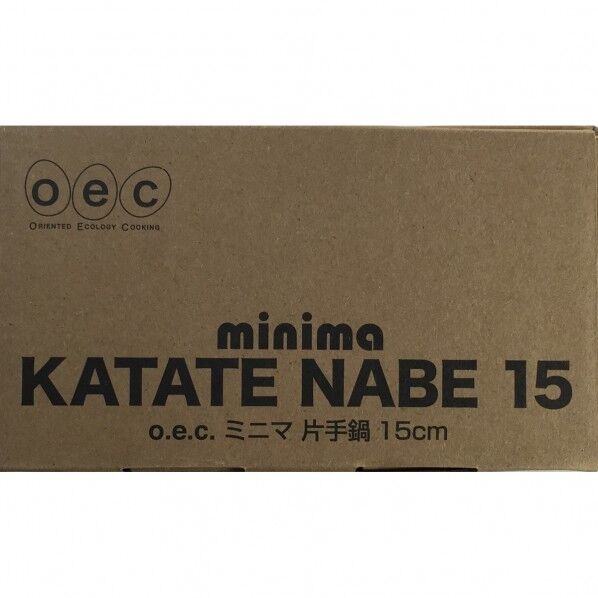 oec
ORIENTED ECOLOGY COOKING
minima
KATATE NABE 15
o.e.c. ミニマ 片手鍋 15cm